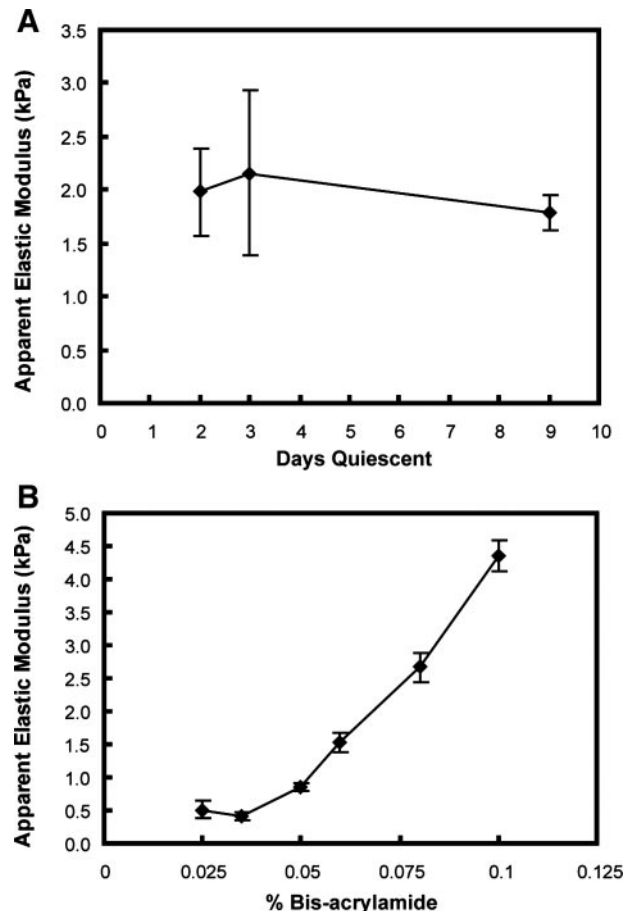 A
Apparent Elastic Modulus (kPa)
3.5
3.0
2.5
2.0
1.5
1.0
0.5
0.0
0 1 2 3 4 5 6 7 8 9 10
Days Quiescent
B
Apparent Elastic Modulus (kPa)
5.0
4.5
4.0
3.5
3.0
2.5
2.0
1.5
1.0
0.5
0.0
0 0.025 0.05 0.075 0.1 0.125
% Bis-acrylamide